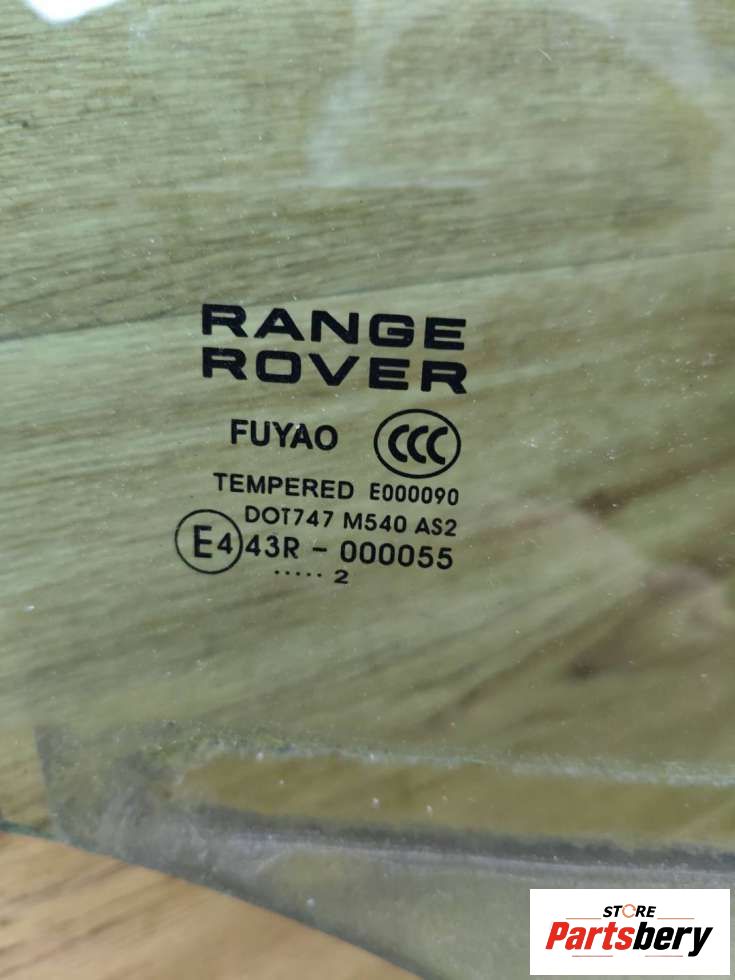 RANGE
ROVER
FUYAO CCC
TEMPERED E000090
DOT747 M540 AS2
E4 43R - 000055
..... 2
STORE
Partsbery